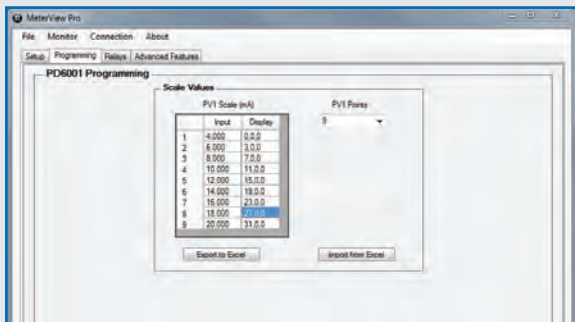 MeterView Pro
File Monitor Connection About
Setup Programming Relays Advanced Features
PD6001 Programming
Scale Values
PV1 Scale (mA) PV1 Points
Input Display 9
1 4.000 0.0.0
2 6.000 3.0.0
3 8.000 7.0.0
4 10.000 11.0.0
5 12.000 15.0.0
6 14.000 19.0.0
7 16.000 23.0.0
8 18.000 27.0.0
9 20.000 31.0.0
Export to Excel Import from Excel